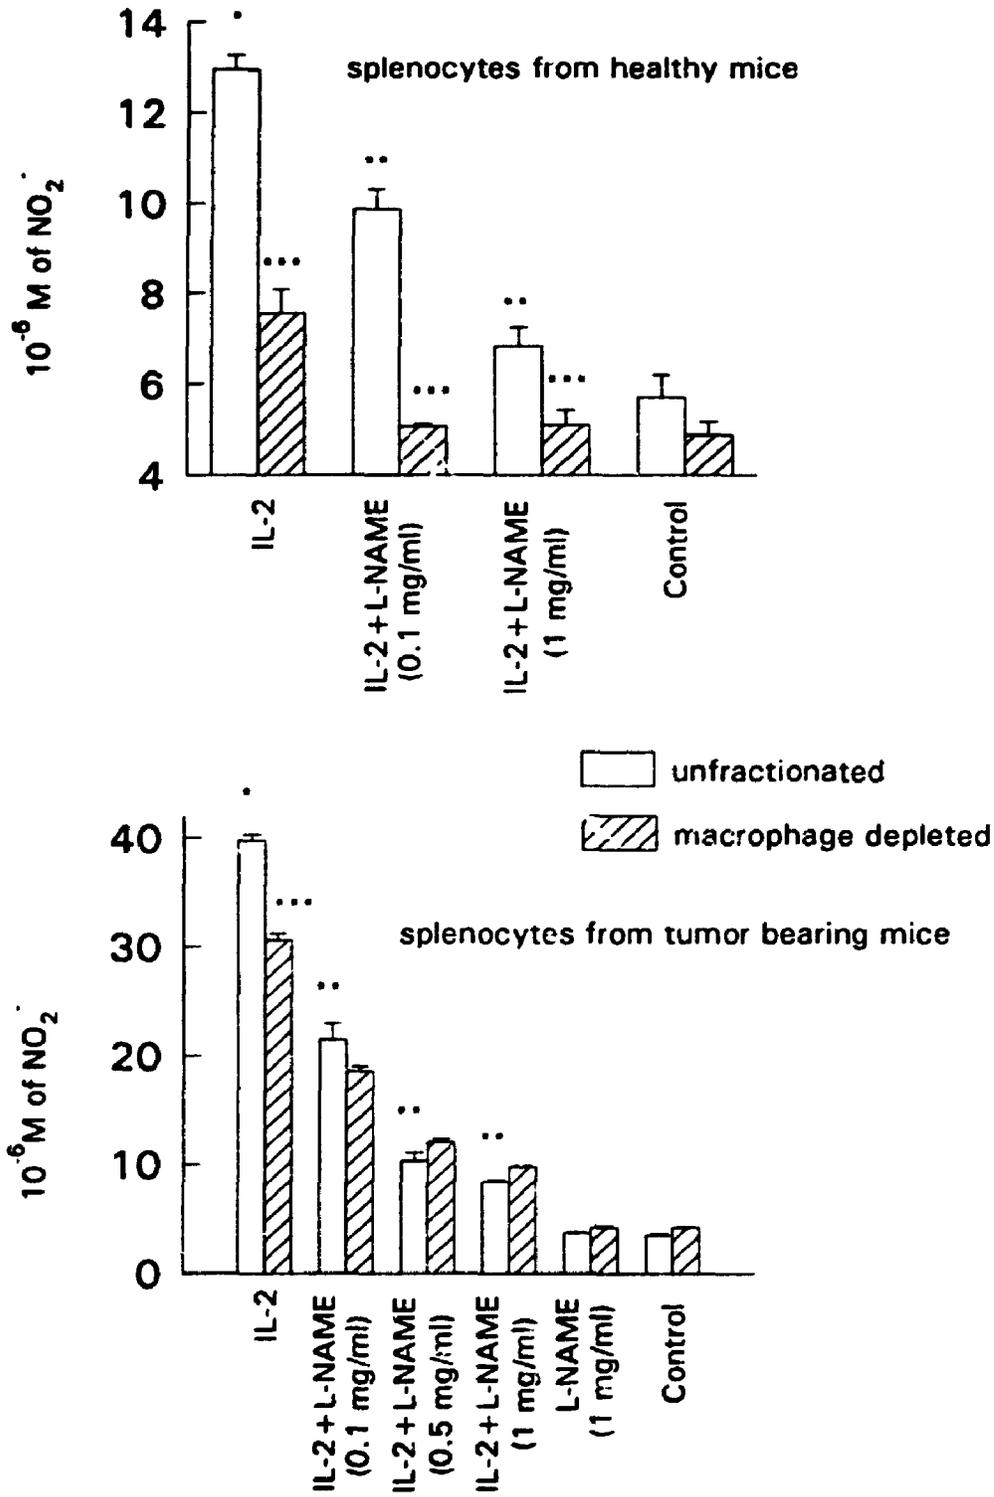 splenocytes from healthy mice
10⁻⁶ M of NO₂⁻
14
12
10
8
6
4
*
***
**
***
**
***
IL-2
IL-2+L-NAME
(0.1 mg/ml)
IL-2+L-NAME
(1 mg/ml)
Control
unfractionated
macrophage depleted
splenocytes from tumor bearing mice
10⁻⁶M of NO₂⁻
40
30
20
10
0
*
***
**
**
**
IL-2
IL-2+L-NAME
(0.1 mg/ml)
IL-2+L-NAME
(0.5 mg/ml)
IL-2+L-NAME
(1 mg/ml)
L-NAME
(1 mg/ml)
Control